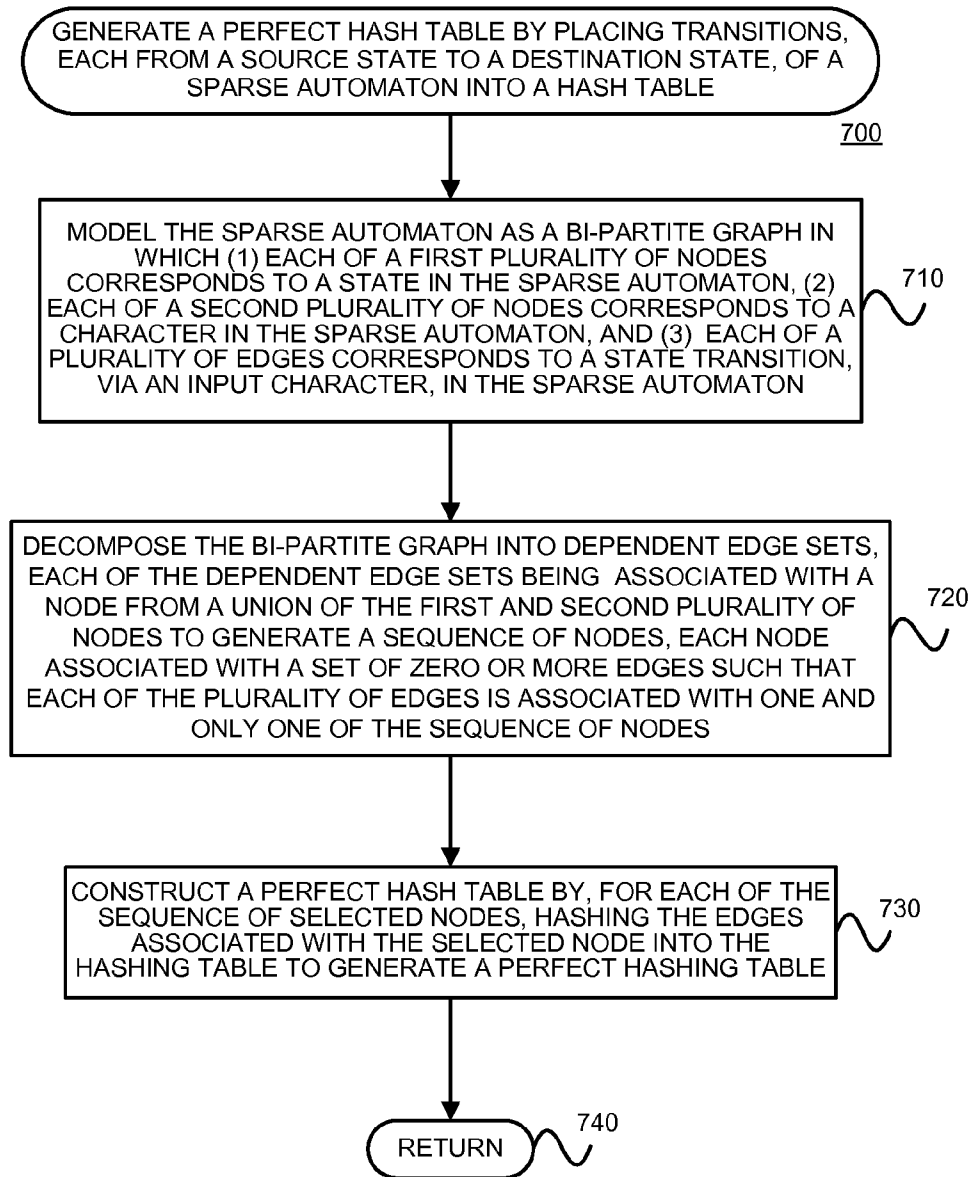 GENERATE A PERFECT HASH TABLE BY PLACING TRANSITIONS,
EACH FROM A SOURCE STATE TO A DESTINATION STATE, OF A
SPARSE AUTOMATON INTO A HASH TABLE
700
MODEL THE SPARSE AUTOMATON AS A BI-PARTITE GRAPH IN
WHICH (1) EACH OF A FIRST PLURALITY OF NODES
CORRESPONDS TO A STATE IN THE SPARSE AUTOMATON, (2)
EACH OF A SECOND PLURALITY OF NODES CORRESPONDS TO A
CHARACTER IN THE SPARSE AUTOMATON, AND (3) EACH OF A
PLURALITY OF EDGES CORRESPONDS TO A STATE TRANSITION,
VIA AN INPUT CHARACTER, IN THE SPARSE AUTOMATON
710
DECOMPOSE THE BI-PARTITE GRAPH INTO DEPENDENT EDGE SETS,
EACH OF THE DEPENDENT EDGE SETS BEING ASSOCIATED WITH A
NODE FROM A UNION OF THE FIRST AND SECOND PLURALITY OF
NODES TO GENERATE A SEQUENCE OF NODES, EACH NODE
ASSOCIATED WITH A SET OF ZERO OR MORE EDGES SUCH THAT
EACH OF THE PLURALITY OF EDGES IS ASSOCIATED WITH ONE AND
ONLY ONE OF THE SEQUENCE OF NODES
720
CONSTRUCT A PERFECT HASH TABLE BY, FOR EACH OF THE
SEQUENCE OF SELECTED NODES, HASHING THE EDGES
ASSOCIATED WITH THE SELECTED NODE INTO THE
HASHING TABLE TO GENERATE A PERFECT HASHING TABLE
730
RETURN
740